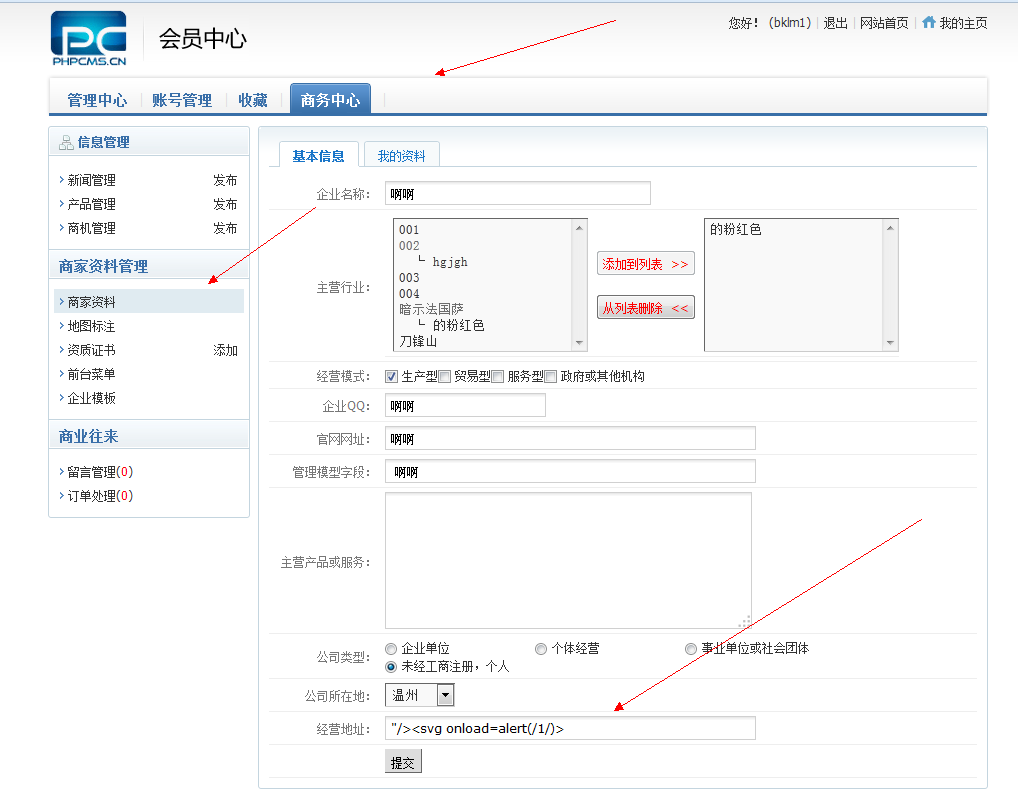 PHPCMS.CN
会员中心
您好！ (bklm1) 退出 网站首页 我的主页
管理中心 账号管理 收藏 商务中心
信息管理
新闻管理 发布
产品管理 发布
商机管理 发布
商家资料管理
商家资料
地图标注
资质证书 添加
前台菜单
企业模板
商业往来
留言管理(0)
订单处理(0)
基本信息 我的资料
企业名称： 啊啊
主营行业：
001
002
└ hgjgh
003
004
暗示法国萨
└ 的粉红色
刀锋山
添加到列表 >>
从列表删除 <<
的粉红色
经营模式： 生产型 贸易型 服务型 政府或其他机构
企业QQ： 啊啊
官网网址： 啊啊
管理模型字段： 啊啊
主营产品或服务：
公司类型： 企业单位 个体经营 事业单位或社会团体
未经工商注册，个人
公司所在地： 温州
经营地址： "/><svg onload=alert(/1/)>
提交